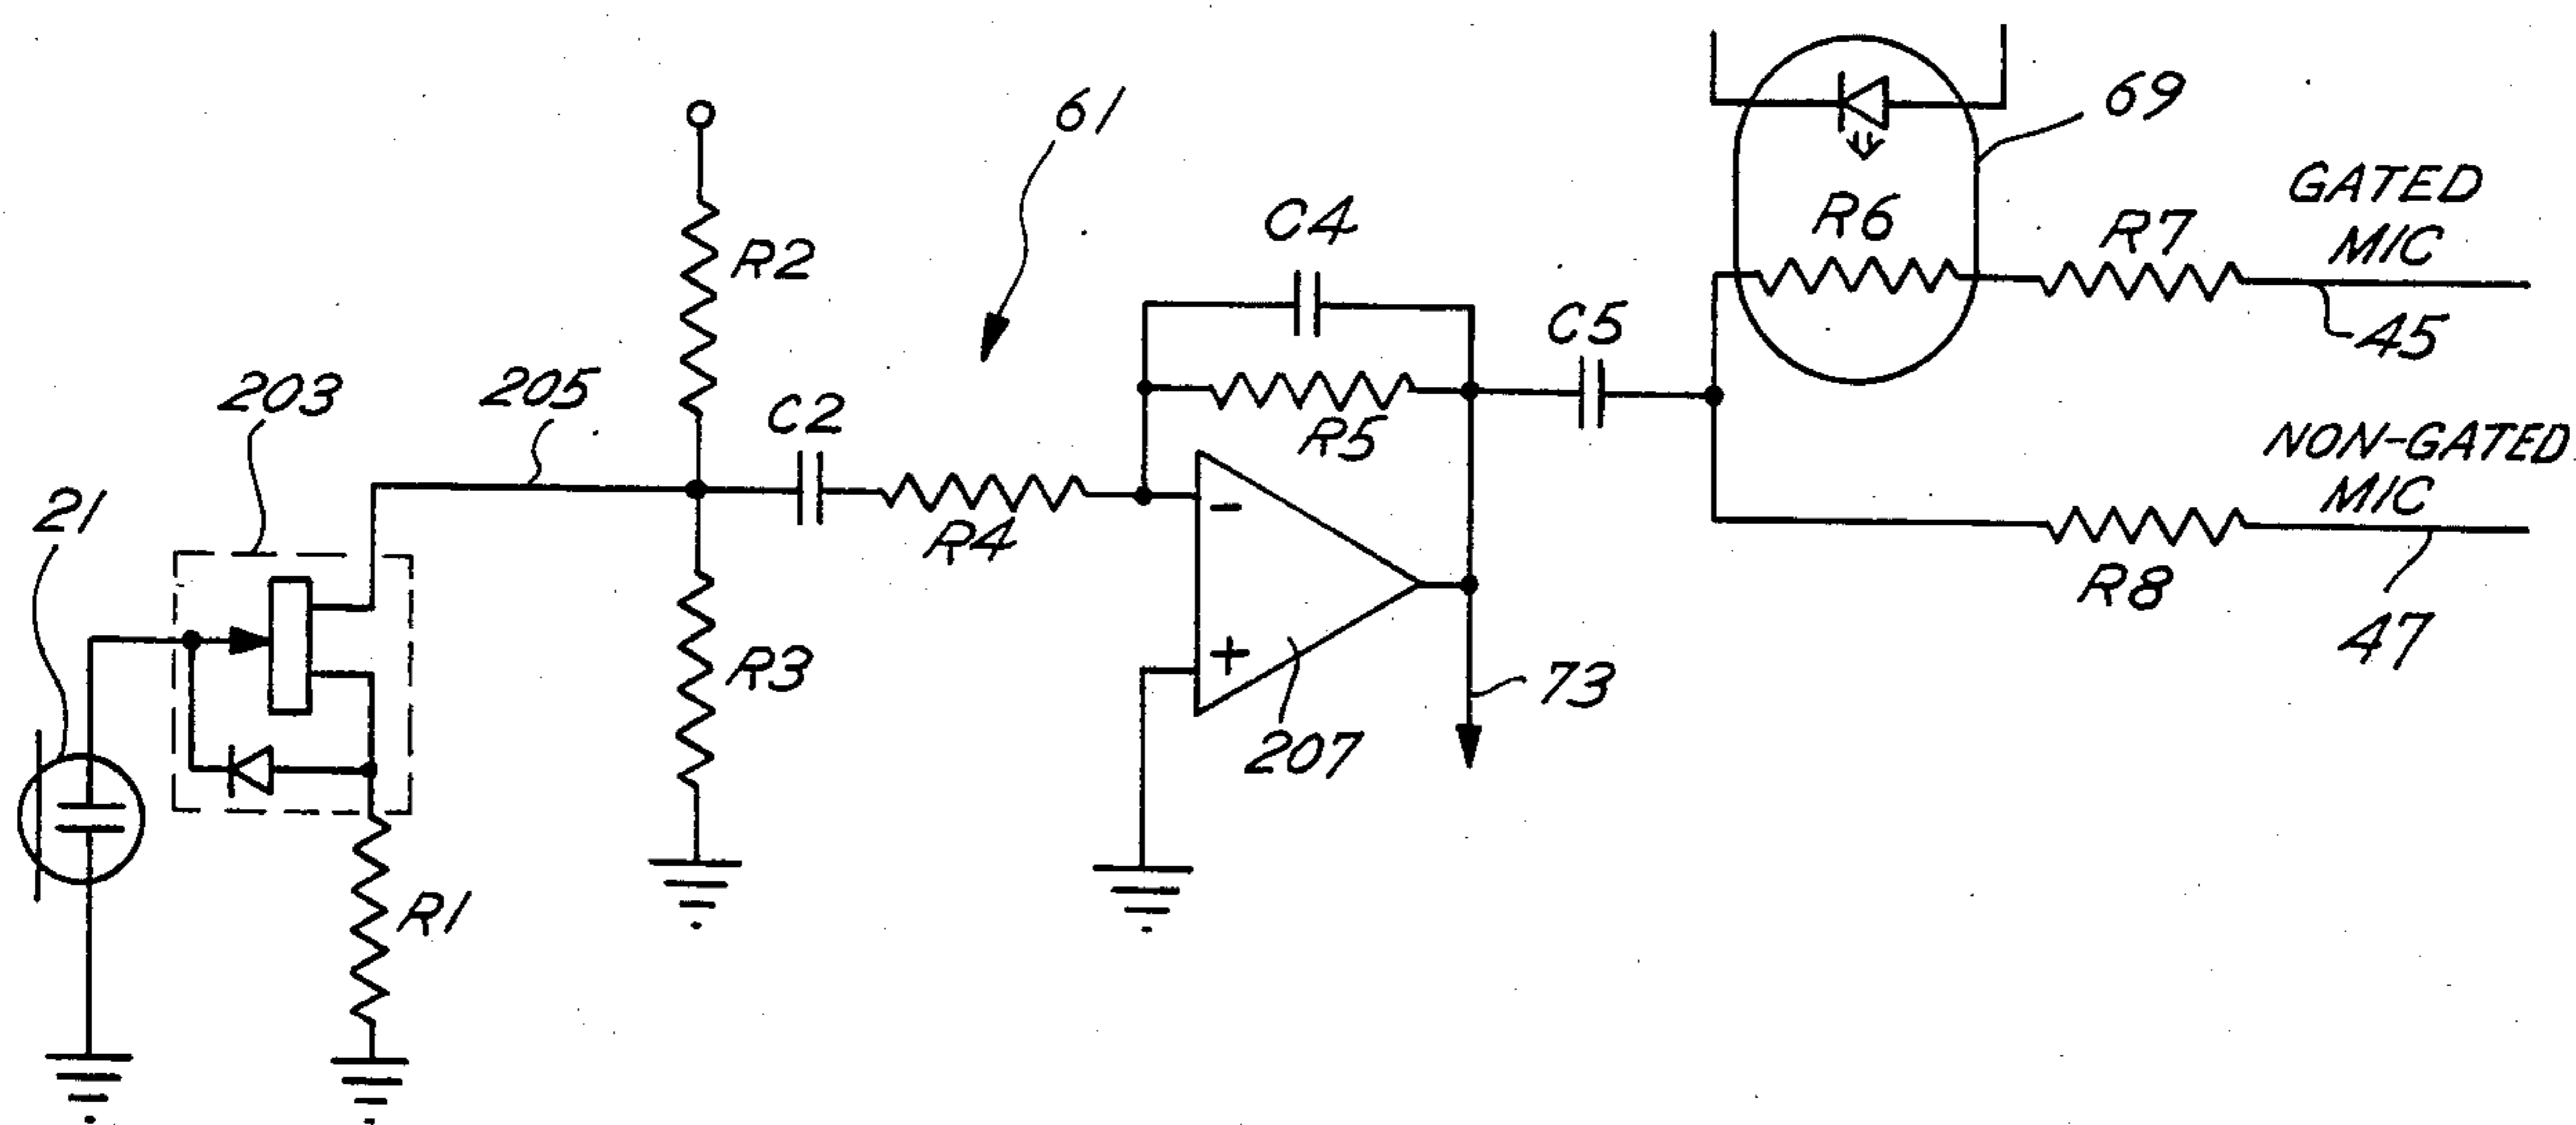 61
69
GATED
MIC
R2
C4
R6
R7
C5
45
203
205
C2
R5
NON-GATED
MIC
21
R4
-
R8
+
R3
73
47
207
R1